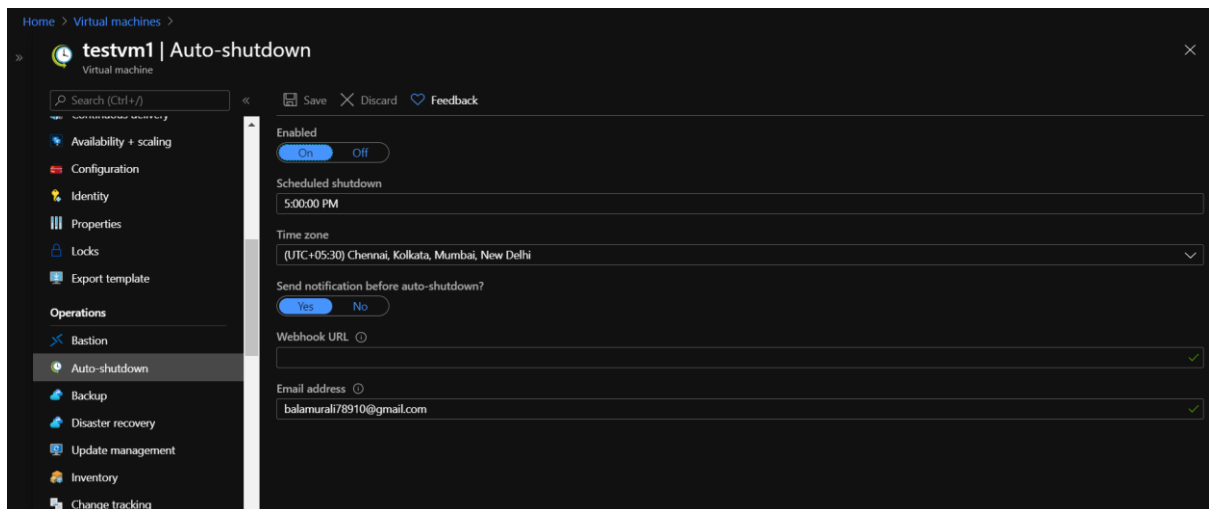 Home > Virtual machines >
testvm1 | Auto-shutdown
Virtual machine
Search (Ctrl+/)
Save Discard Feedback
Continuous delivery
Availability + scaling
Configuration
Identity
Properties
Locks
Export template
Operations
Bastion
Auto-shutdown
Backup
Disaster recovery
Update management
Inventory
Change tracking
Enabled
On Off
Scheduled shutdown
5:00:00 PM
Time zone
(UTC+05:30) Chennai, Kolkata, Mumbai, New Delhi
Send notification before auto-shutdown?
Yes No
Webhook URL
Email address
balamurali78910@gmail.com